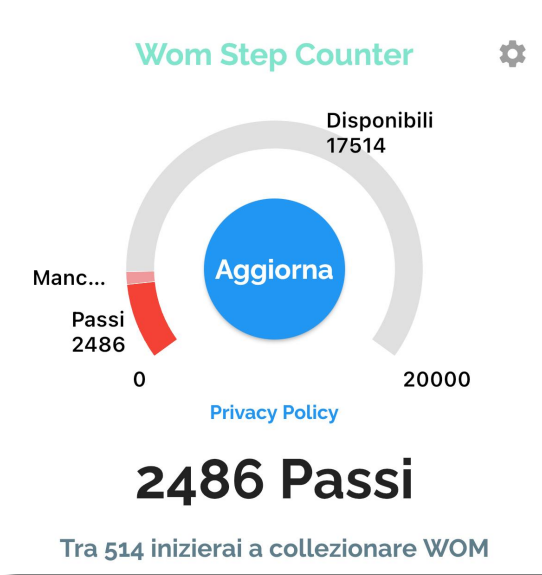 Wom Step Counter
Disponibili
17514
Aggiorna
Manc...
Passi
2486
0
20000
Privacy Policy
2486 Passi
Tra 514 inizierai a collezionare WOM